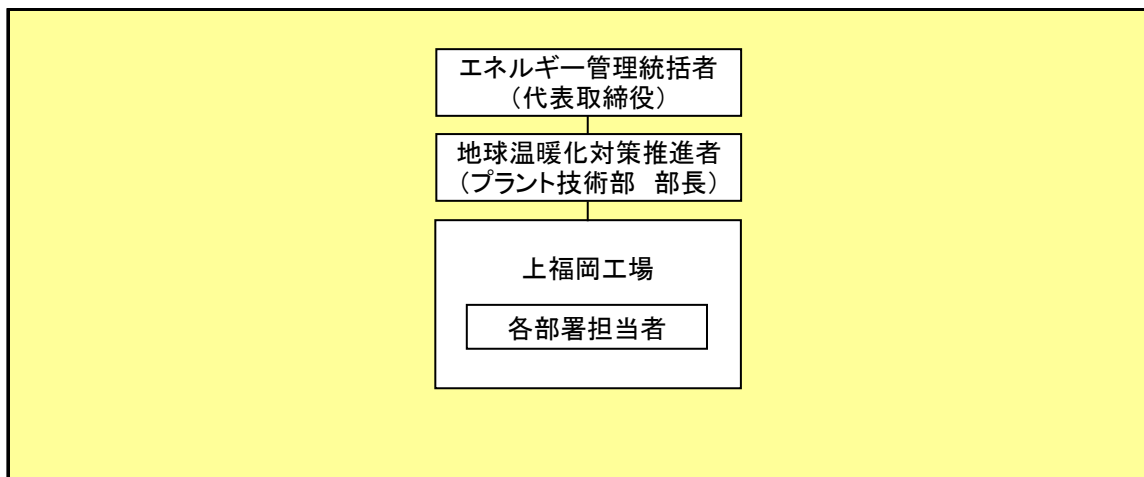 エネルギー管理統括者
（代表取締役）
地球温暖化対策推進者
（プラント技術部　部長）
上福岡工場
各部署担当者